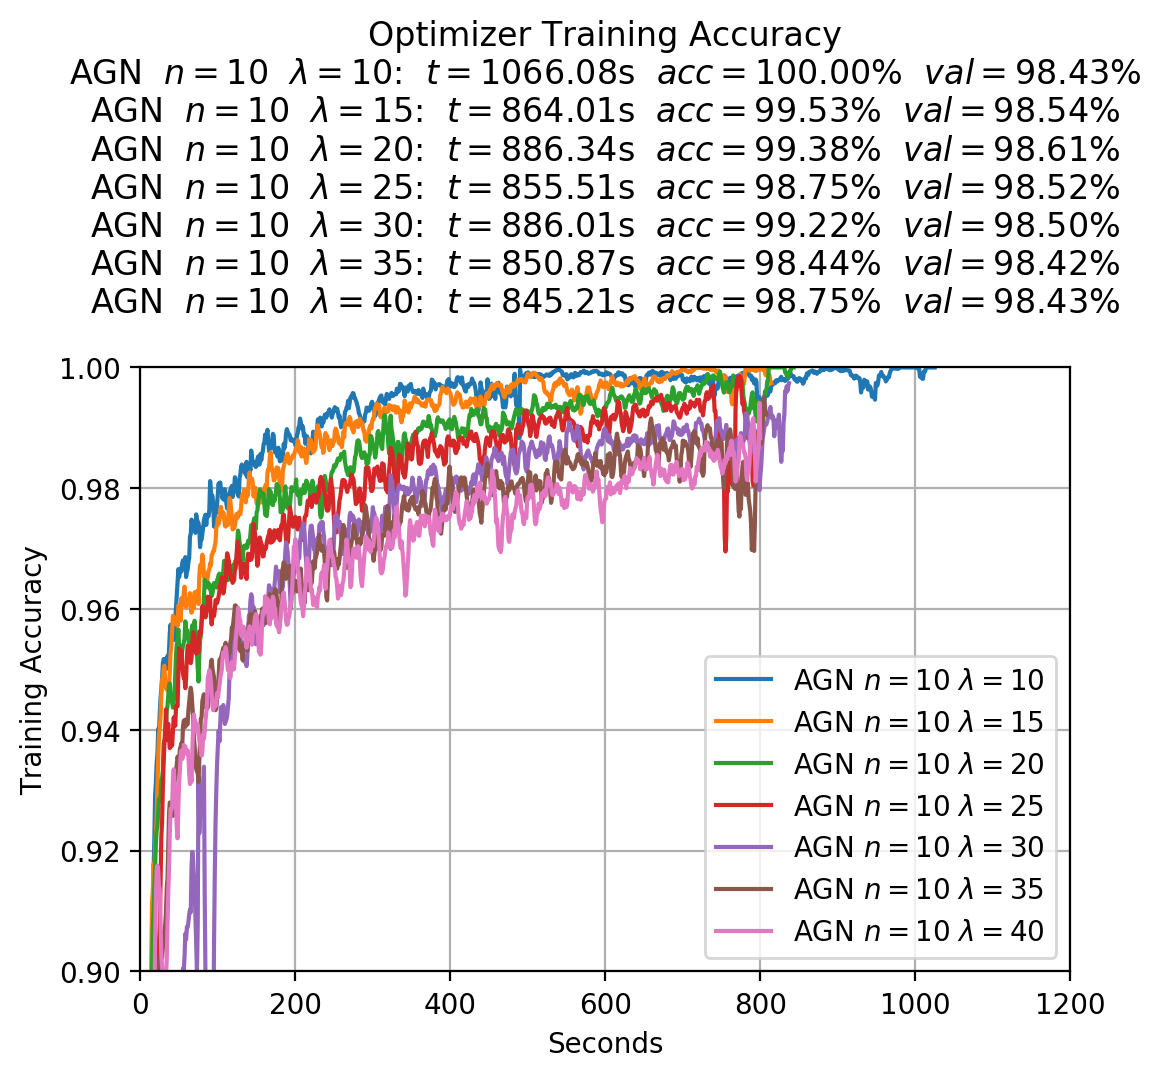 Optimizer Training Accuracy
AGN n = 10 λ = 10: t = 1066.08s acc = 100.00% val = 98.43%
AGN n = 10 λ = 15: t = 864.01s acc = 99.53% val = 98.54%
AGN n = 10 λ = 20: t = 886.34s acc = 99.38% val = 98.61%
AGN n = 10 λ = 25: t = 855.51s acc = 98.75% val = 98.52%
AGN n = 10 λ = 30: t = 886.01s acc = 99.22% val = 98.50%
AGN n = 10 λ = 35: t = 850.87s acc = 98.44% val = 98.42%
AGN n = 10 λ = 40: t = 845.21s acc = 98.75% val = 98.43%
1.00
0.98
0.96
0.94
0.92
0.90
Training Accuracy
AGN n = 10 λ = 10
AGN n = 10 λ = 15
AGN n = 10 λ = 20
AGN n = 10 λ = 25
AGN n = 10 λ = 30
AGN n = 10 λ = 35
AGN n = 10 λ = 40
0 200 400 600 800 1000 1200
Seconds